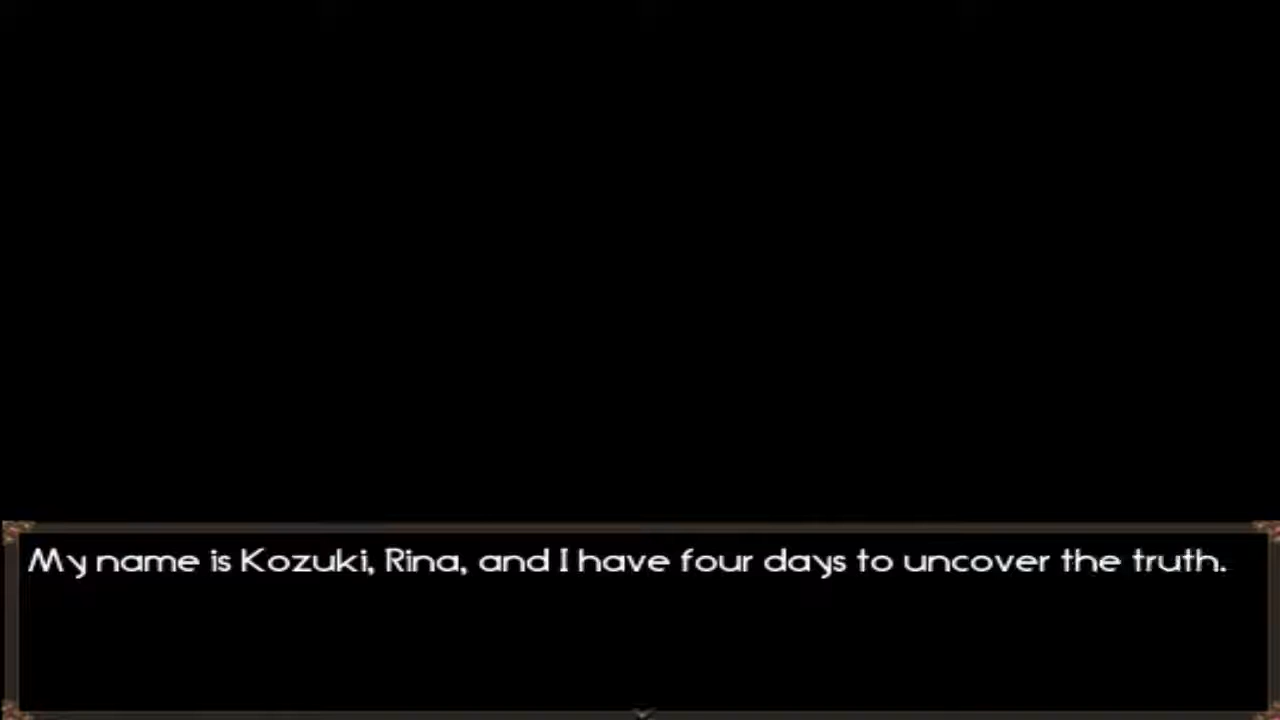 My name is Kozuki, Rina, and I have four days to uncover the truth.